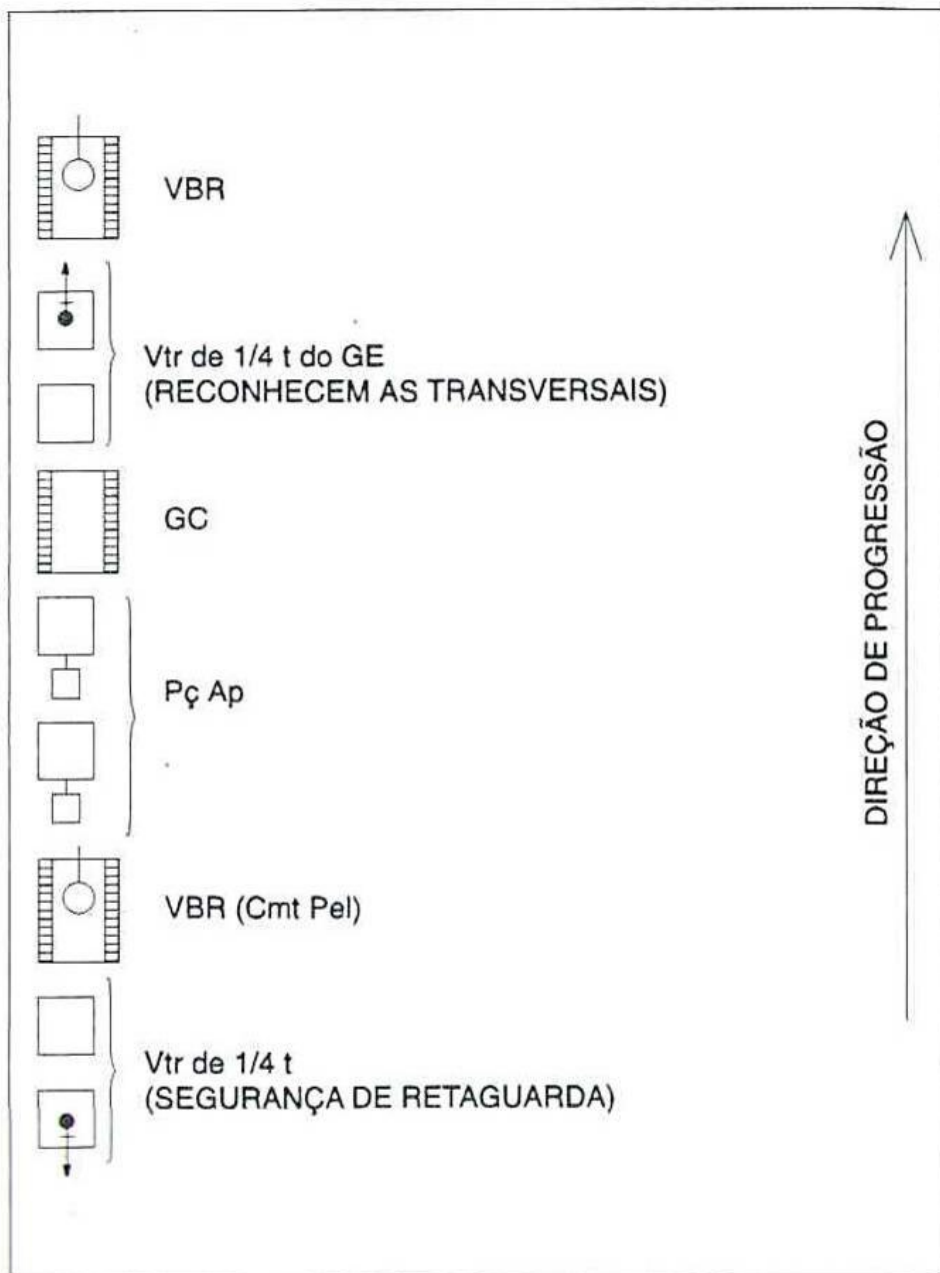 VBR
Vtr de 1/4 t do GE
(RECONHECEM AS TRANSVERSAIS)
GC
Pç Ap
VBR (Cmt Pel)
Vtr de 1/4 t
(SEGURANÇA DE RETAGUARDA)
DIREÇÃO DE PROGRESSÃO